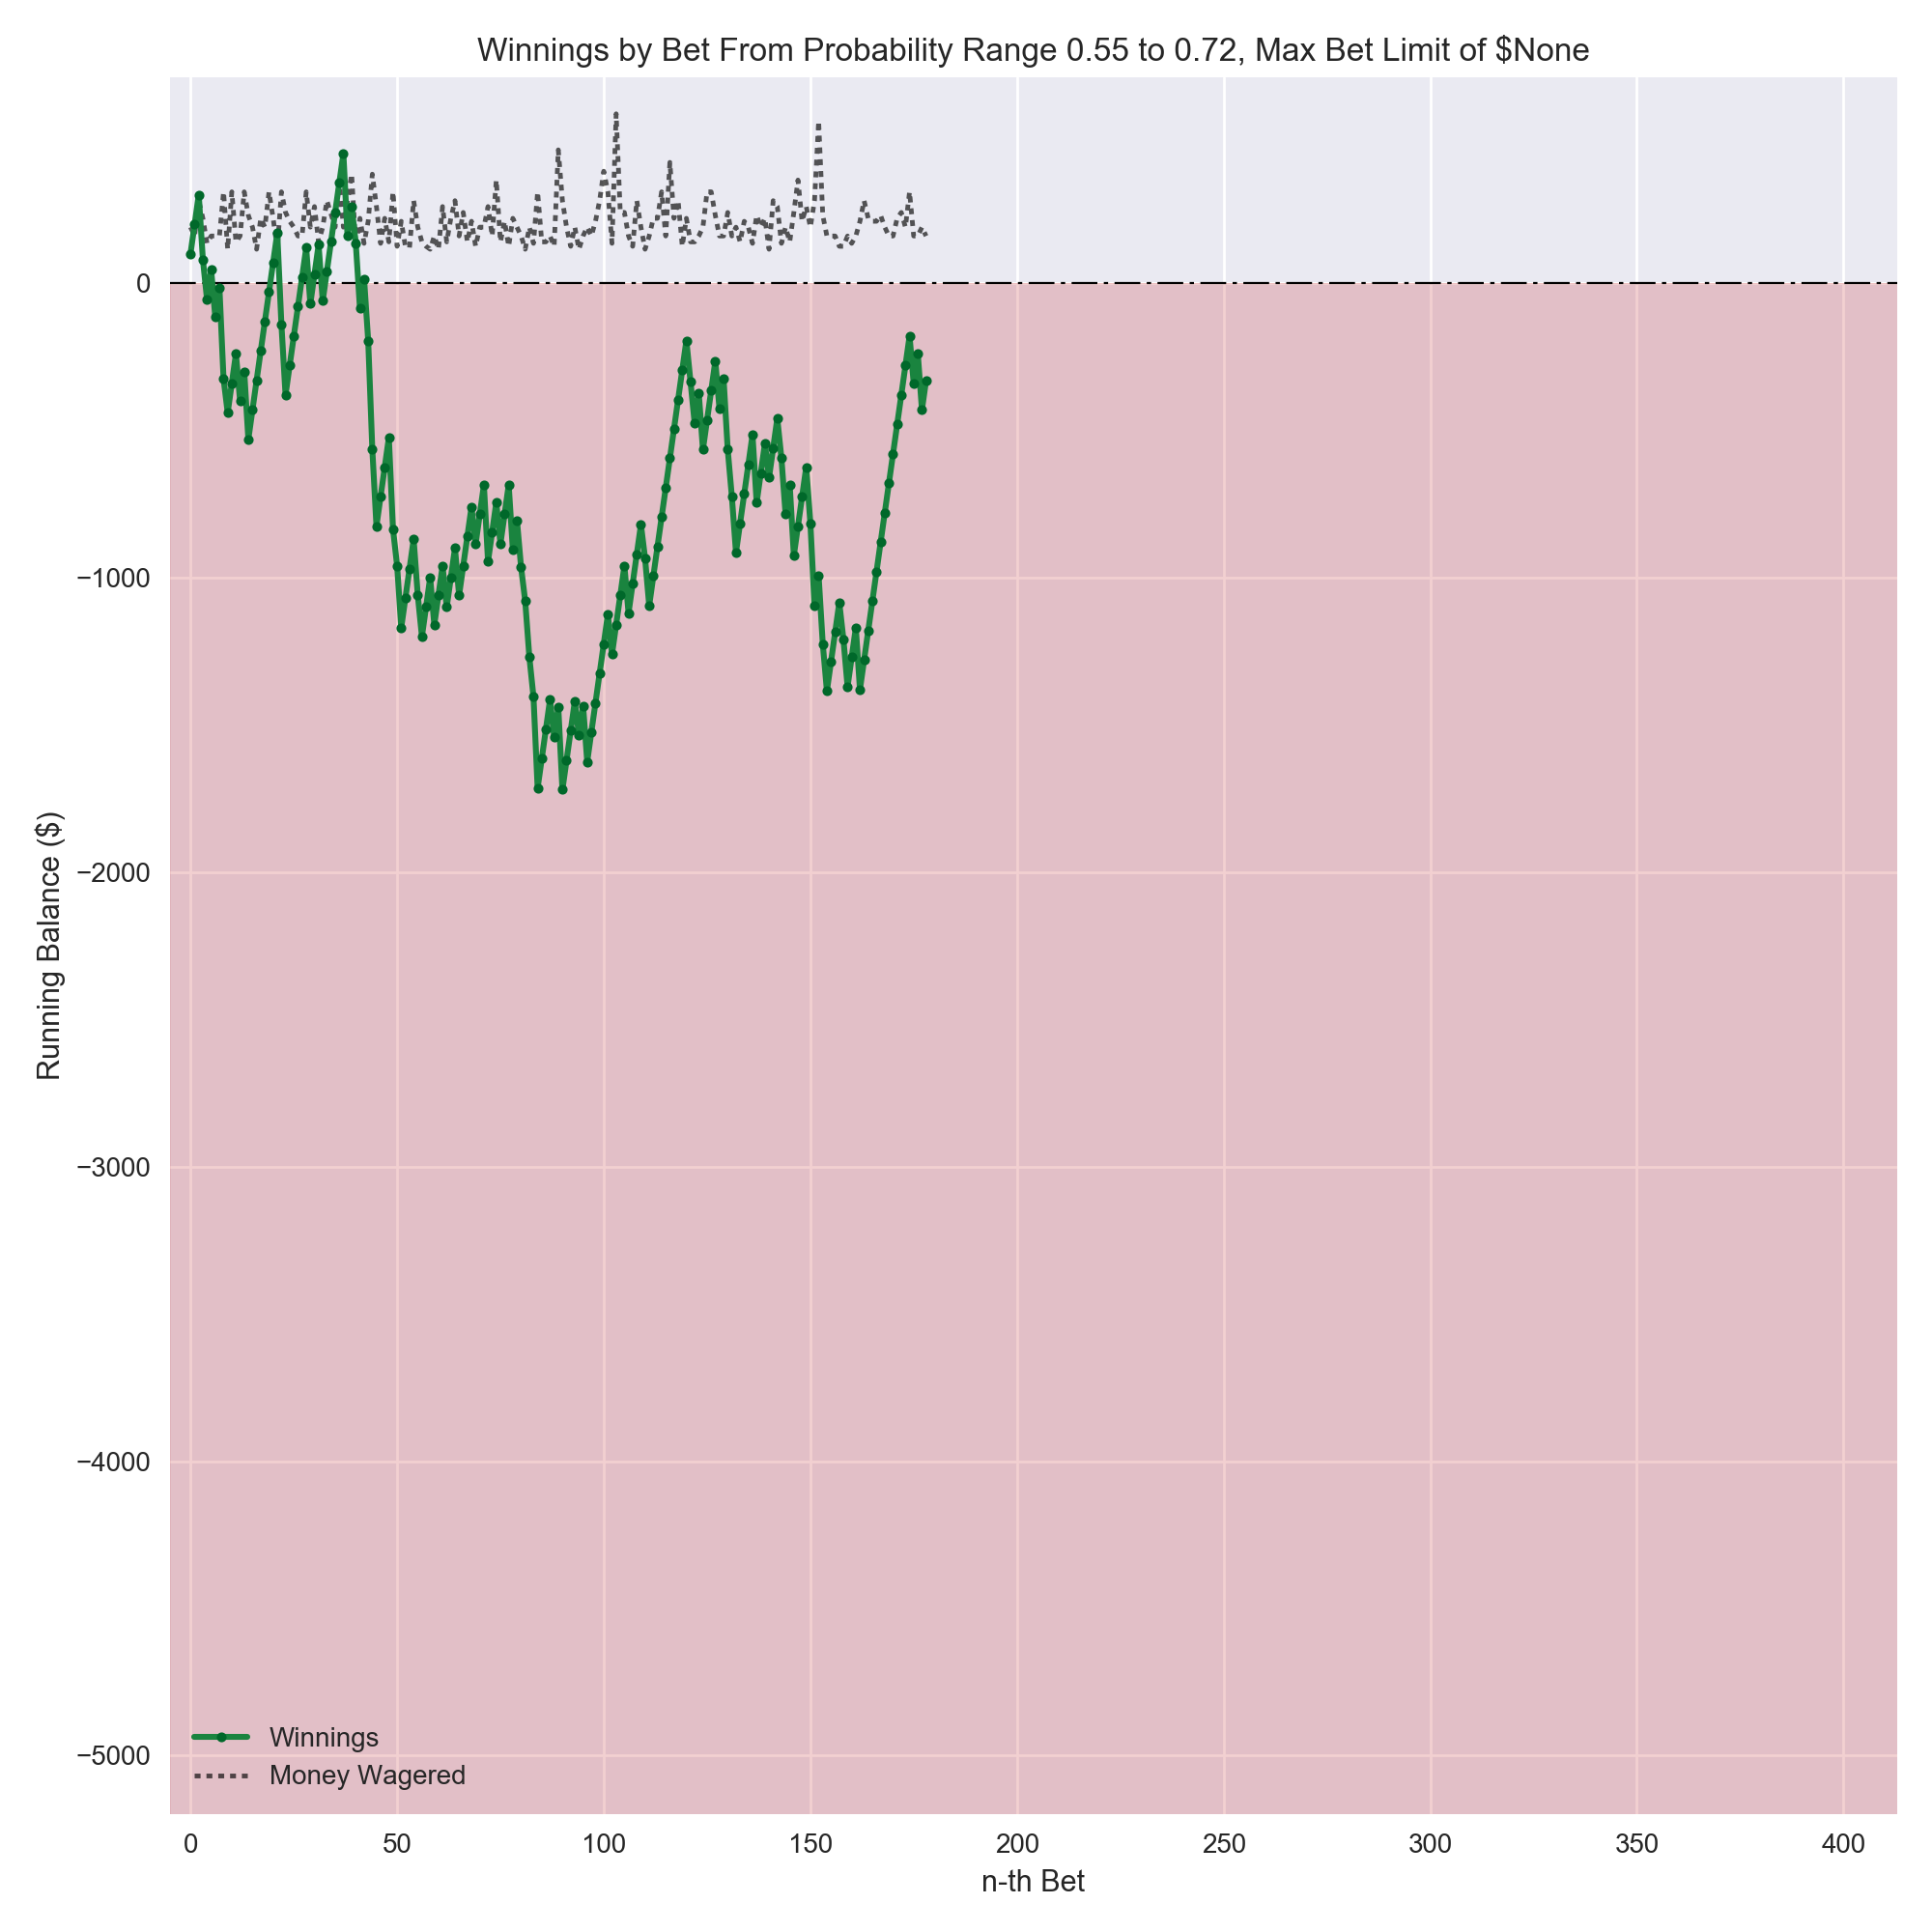 Winnings by Bet From Probability Range 0.55 to 0.72, Max Bet Limit of $None
Running Balance ($)
0
−1000
−2000
−3000
−4000
−5000
Winnings
Money Wagered
0 50 100 150 200 250 300 350 400
n-th Bet